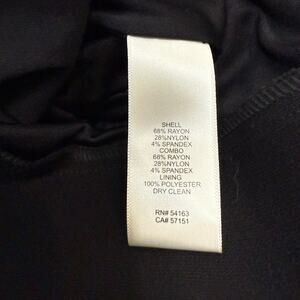 SHELL
68% RAYON
28%NYLON
4% SPANDEX
COMBO
68% RAYON
28%NYLON
4% SPANDEX
LINING
100% POLYESTER
DRY CLEAN
RN# 54163
CA# 57151